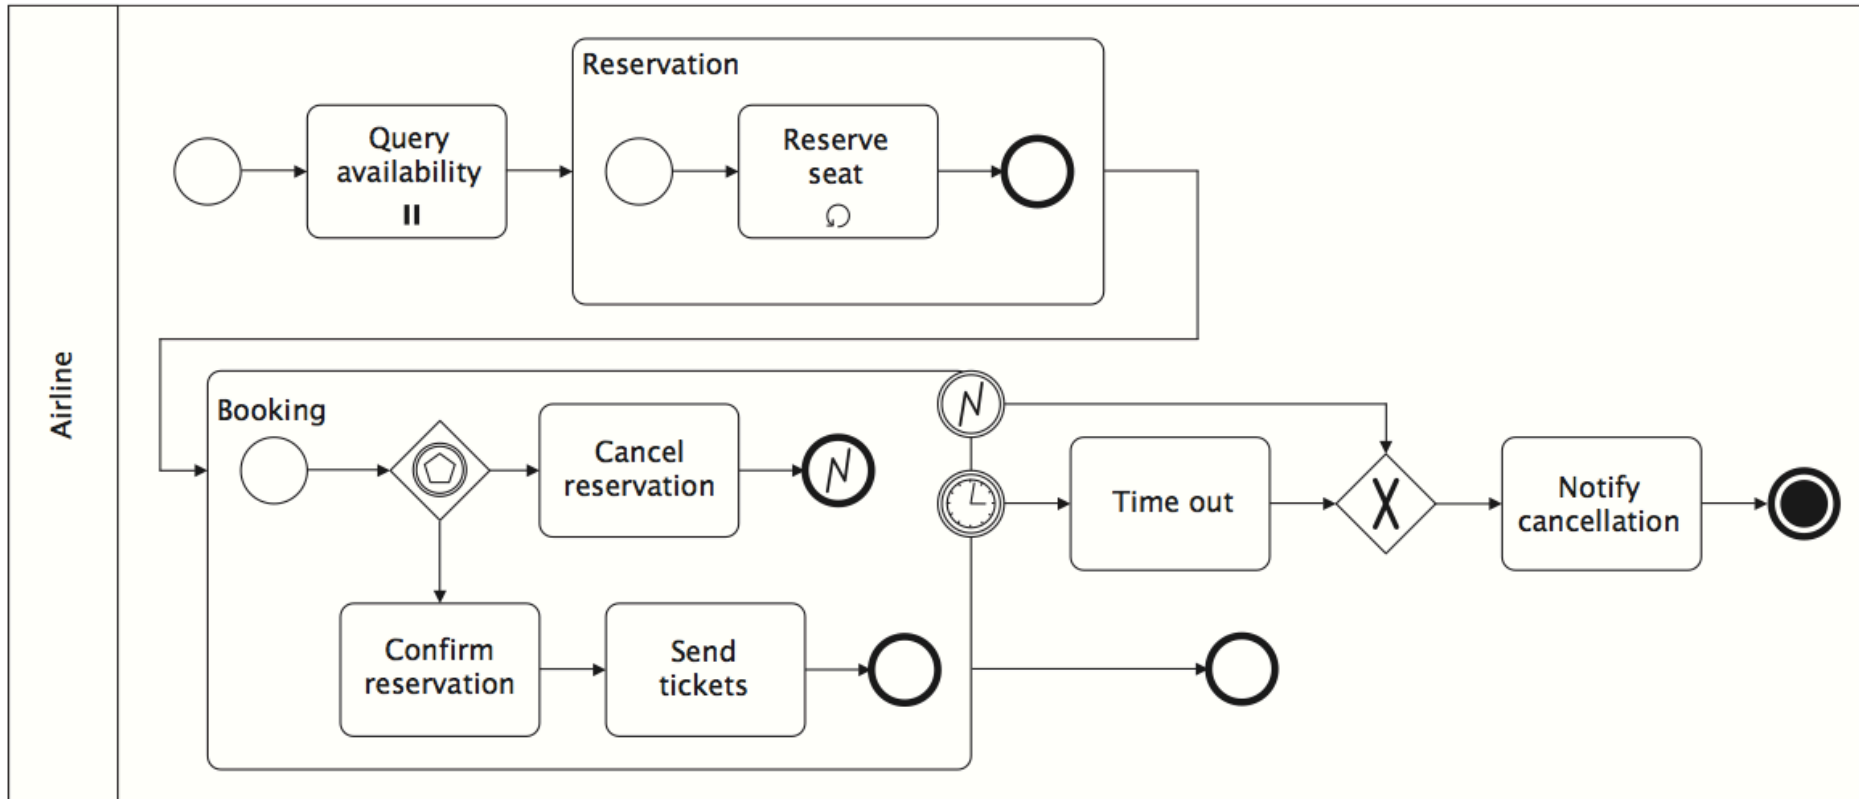 Airline
Query
availability
Reservation
Reserve
seat
Booking
Cancel
reservation
Confirm
reservation
Send
tickets
Time out
Notify
cancellation